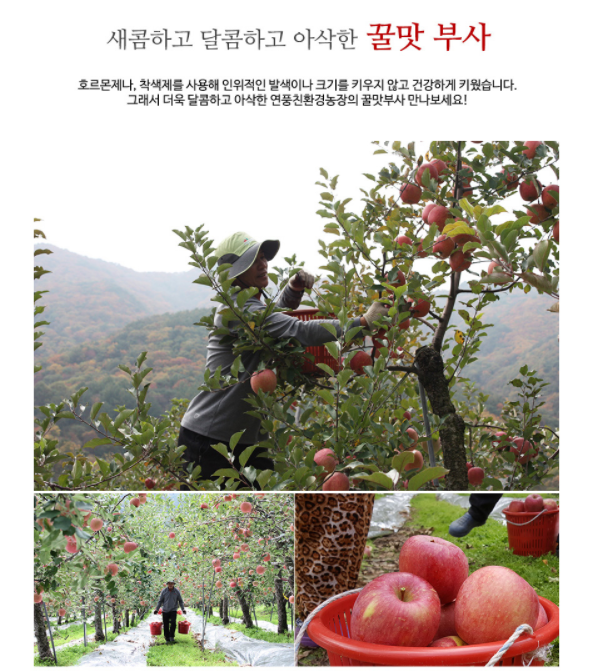 새콤하고 달콤하고 아삭한 꿀맛 부사
호르몬제나, 착색제를 사용해 인위적인 발색이나 크기를 키우지 않고 건강하게 키웠습니다.
그래서 더욱 달콤하고 아삭한 연풍친환경농장의 꿀맛부사 만나보세요!